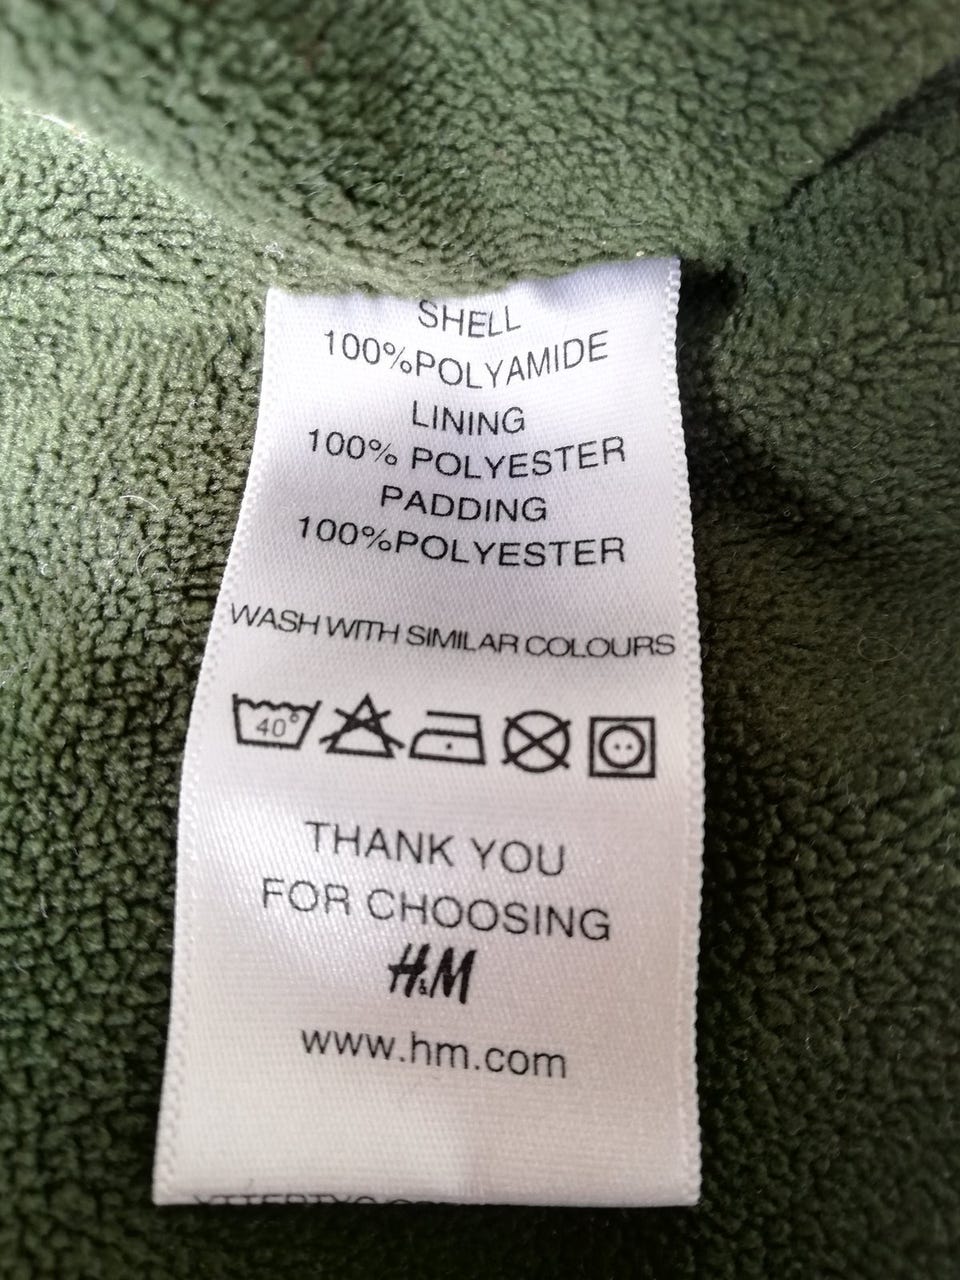 SHELL
100%POLYAMIDE
LINING
100% POLYESTER
PADDING
100%POLYESTER
WASH WITH SIMILAR COLOURS
40°
THANK YOU
FOR CHOOSING
H&M
www.hm.com